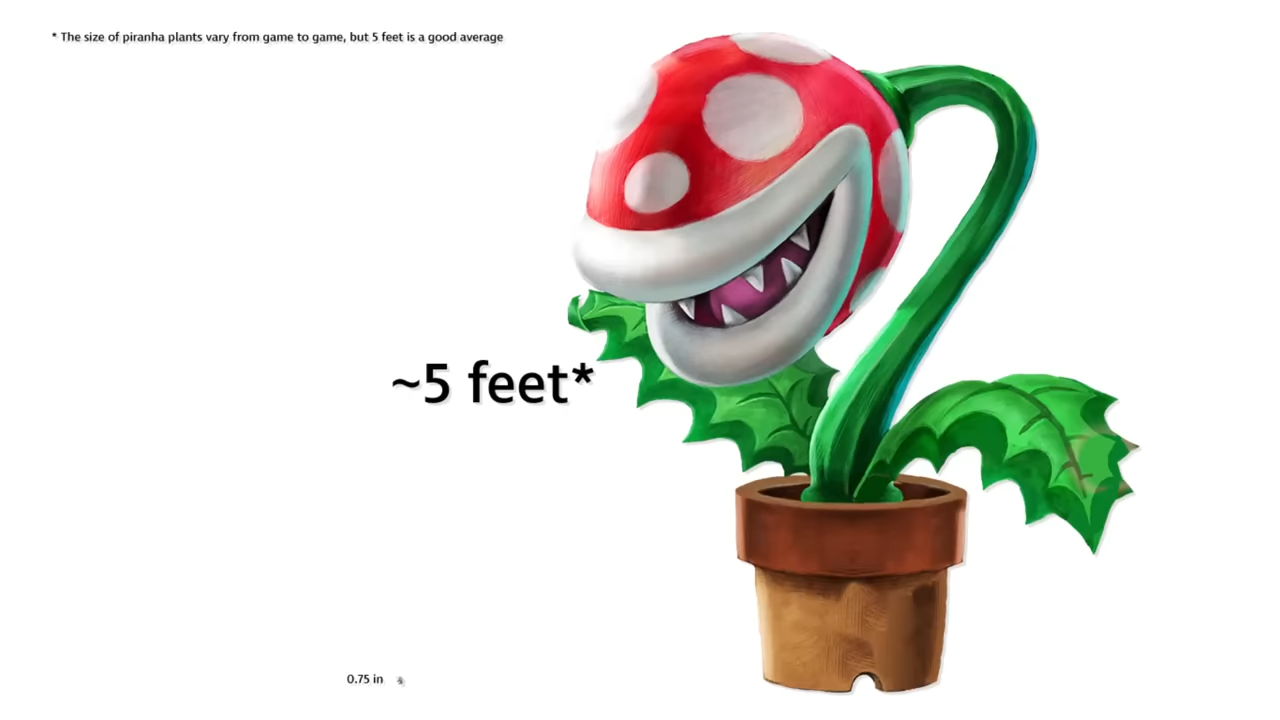 * The size of piranha plants vary from game to game, but 5 feet is a good average
~5 feet*
0.75 in